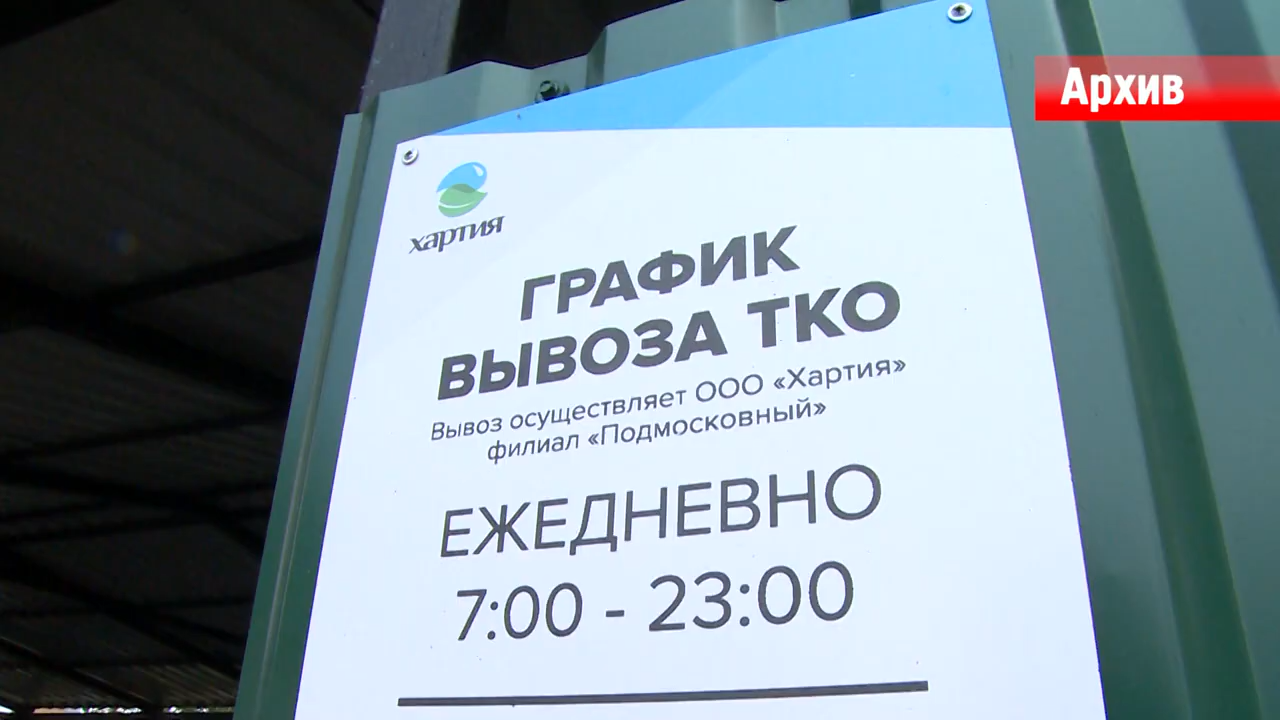 Архив
хартия
ГРАФИК
ВЫВОЗА ТКО
Вывоз осуществляет ООО «Хартия»
филиал «Подмосковный»
ЕЖЕДНЕВНО
7:00 - 23:00